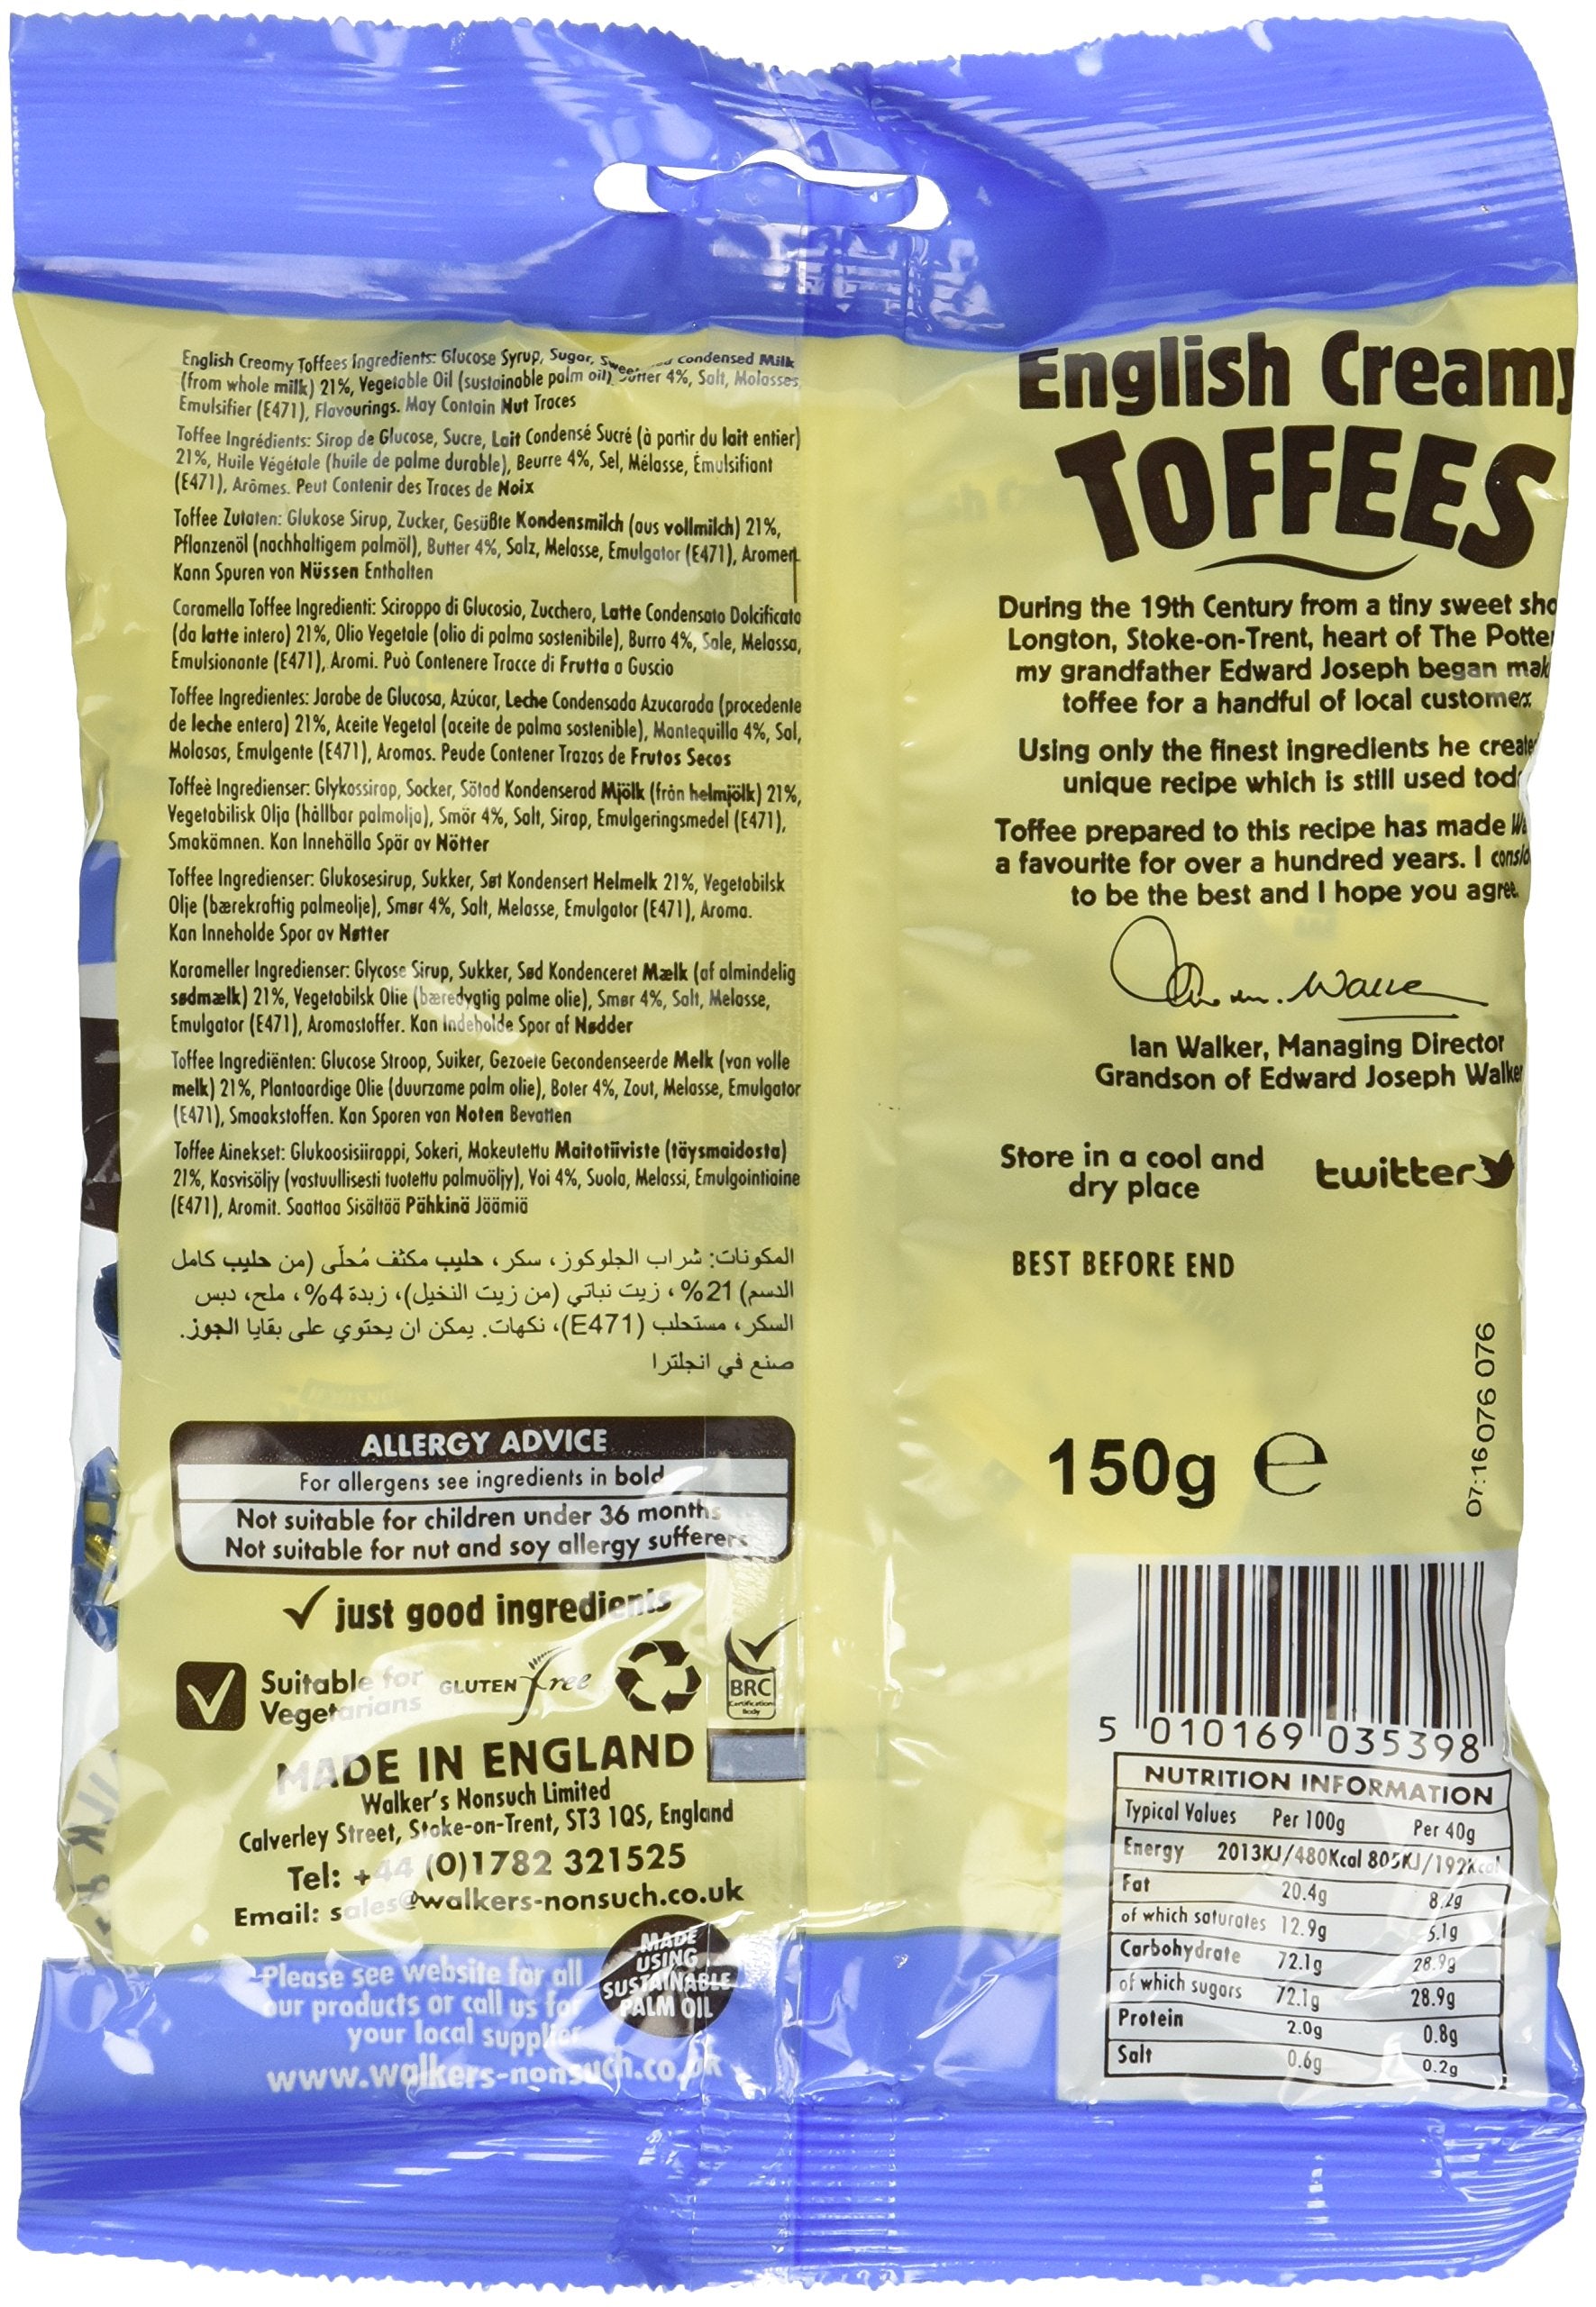 English Creamy Toffees Ingredients: Glucose Syrup, Sugar, Condensed Milk
(from whole milk) 21%, Vegetable Oil (sustainable palm oil), Butter 4%, Salt, Molasses,
Emulsifier (E471), Flavourings. May Contain Nut Traces
Toffee Ingrédients: Sirop de Glucose, Sucre, Lait Condensé Sucré (à partir du lait entier)
21%, Huile Végétale (huile de palme durable), Beurre 4%, Sel, Mélasse, Émulsifiant
(E471), Arômes. Peut Contenir des Traces de Noix
Toffee Zutaten: Glukose Sirup, Zucker, Gesüßte Kondensmilch (aus vollmilch) 21%,
Pflanzenöl (nachhaltigem palmöl), Butter 4%, Salz, Melasse, Emulgator (E471), Aromen.
Kann Spuren von Nüssen Enthalten
Caramella Toffee Ingredienti: Sciroppo di Glucosio, Zucchero, Latte Condensato Dolcificato
(da latte intero) 21%, Olio Vegetale (olio di palma sostenibile), Burro 4%, Sale, Melassa,
Emulsionante (E471), Aromi. Può Contenere Tracce di Frutta a Guscio
Toffee Ingredientes: Jarabe de Glucosa, Azúcar, Leche Condensada Azucarada (procedente
de leche entera) 21%, Aceite Vegetal (aceite de palma sostenible), Mantequilla 4%, Sal,
Molasas, Emulgente (E471), Aromas. Peude Contener Trazas de Frutos Secos
Toffeè Ingredienser: Glykossirap, Socker, Sötad Kondenserad Mjölk (från helmjölk) 21%,
Vegetabilisk Olja (hållbar palmolja), Smör 4%, Salt, Sirap, Emulgeringsmedel (E471),
Smakämnen. Kan Innehålla Spår av Nötter
Toffee Ingredienser: Glukosesirup, Sukker, Søt Kondensert Helmelk 21%, Vegetabilsk
Olje (bærekraftig palmeolje), Smør 4%, Salt, Melasse, Emulgator (E471), Aroma.
Kan Inneholde Spor av Nøtter
Karameller Ingredienser: Glycose Sirup, Sukker, Sød Kondenceret Mælk (af almindelig
sødmælk) 21%, Vegetabilsk Olie (bæredygtig palme olie), Smør 4%, Salt, Melasse,
Emulgator (E471), Aromastoffer. Kan Indeholde Spor af Nødder
Toffee Ingrediënten: Glucose Stroop, Suiker, Gezoete Gecondenseerde Melk (van volle
melk) 21%, Plantaardige Olie (duurzame palm olie), Boter 4%, Zout, Melasse, Emulgator
(E471), Smaakstoffen. Kan Sporen van Noten Bevatten
Toffee Ainekset: Glukoosisiirappi, Sokeri, Makeutettu Maitotiiviste (täysmaidosta)
21%, Kasvisöljy (vastuullisesti tuotettu palmuöljy), Voi 4%, Suola, Melassi, Emulgointiaine
(E471), Aromit. Saattaa Sisältää Pähkinä Jäämiä
المكونات: شراب الجلوكوز، سكر، حليب مكثف مُحلّى (من حليب كامل
الدسم) 21%، زيت نباتي (من زيت النخيل)، زبدة 4%، ملح، دبس
السكر، مستحلب (E471)، نكهات. يمكن ان يحتوي على بقايا الجوز.
صنع في انجلترا
ALLERGY ADVICE
For allergens see ingredients in bold
Not suitable for children under 36 months
Not suitable for nut and soy allergy sufferers
just good ingredients
Suitable for
Vegetarians
GLUTEN free
BRC
Certification
Body
MADE IN ENGLAND
Walker's Nonsuch Limited
Calverley Street, Stoke-on-Trent, ST3 1QS, England
Tel: +44 (0)1782 321525
Email: sales@walkers-nonsuch.co.uk
Please see website for all
our products or call us for
your local supplier
www.walkers-nonsuch.co.uk
MADE
USING
SUSTAINABLE
PALM OIL
English Creamy
TOFFEES
During the 19th Century from a tiny sweet sho
Longton, Stoke-on-Trent, heart of The Potter
my grandfather Edward Joseph began mak
toffee for a handful of local customers.
Using only the finest ingredients he created
unique recipe which is still used tod
Toffee prepared to this recipe has made Wa
a favourite for over a hundred years. I consid
to be the best and I hope you agree.
Ian Walker, Managing Director
Grandson of Edward Joseph Walker
Store in a cool and
dry place
twitter
BEST BEFORE END
07:16 076 076
150g e
5 010169 035398
NUTRITION INFORMATION
Typical Values Per 100g Per 40g
Energy 2013KJ/480Kcal 805KJ/192Kcal
Fat 20.4g 8.2g
of which saturates 12.9g 5.1g
Carbohydrate 72.1g 28.9g
of which sugars 72.1g 28.9g
Protein 2.0g 0.8g
Salt 0.6g 0.2g